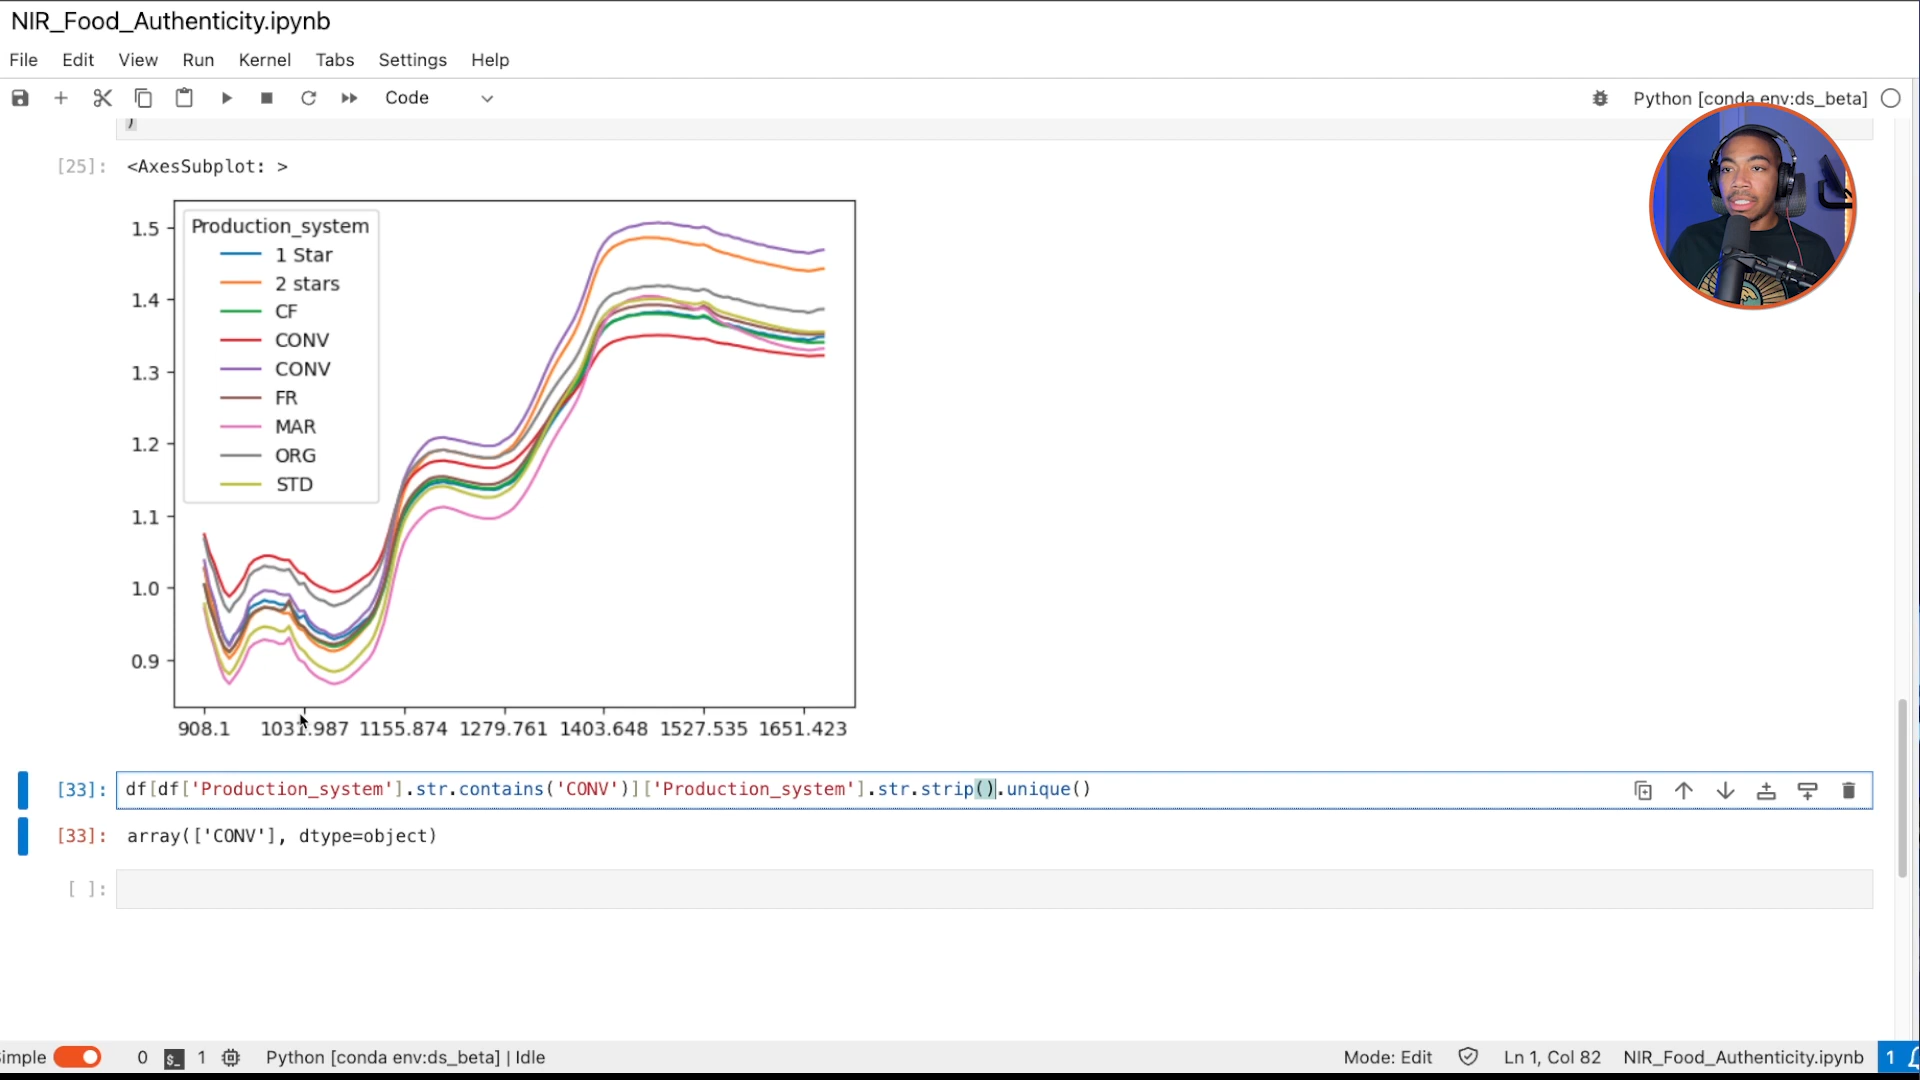 NIR_Food_Authenticity.ipynb
File Edit View Run Kernel Tabs Settings Help
Code
Python [conda env:ds_beta]
)
[25]: <AxesSubplot: >
Production_system
1 Star
2 stars
CF
CONV
CONV
FR
MAR
ORG
STD
1.5
1.4
1.3
1.2
1.1
1.0
0.9
908.1 1031.987 1155.874 1279.761 1403.648 1527.535 1651.423
[33]: df[df['Production_system'].str.contains('CONV')]['Production_system'].str.strip().unique()
[33]: array(['CONV'], dtype=object)
[ ]:
imple 0 $_ 1 Python [conda env:ds_beta] | Idle Mode: Edit Ln 1, Col 82 NIR_Food_Authenticity.ipynb 1